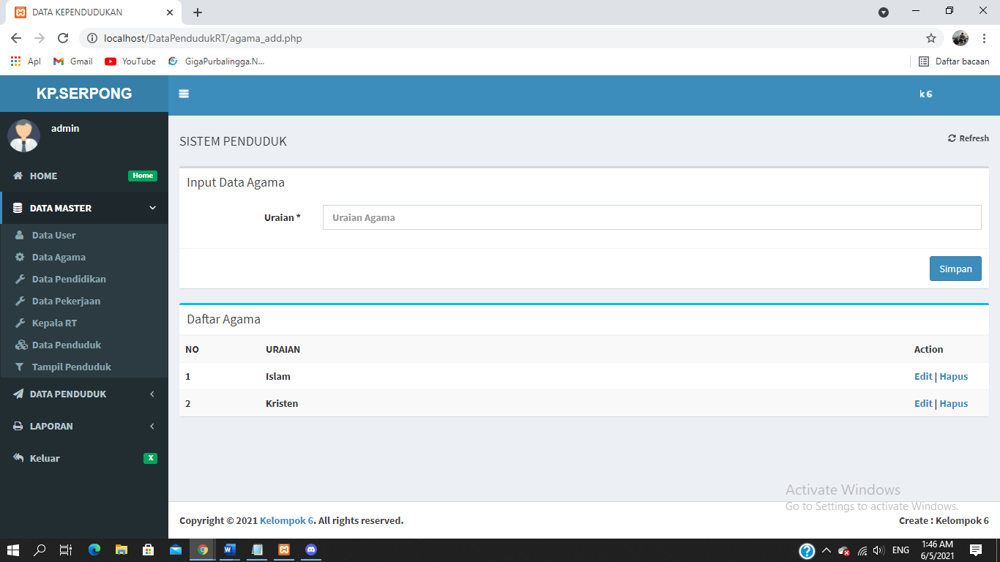 DATA KEPENDUDUKAN
localhost/DataPendudukRT/agama_add.php
Apl Gmail YouTube GigaPurbalingga.N... Daftar bacaan
KP.SERPONG
k 6
admin
SISTEM PENDUDUK
Refresh
HOME Home
DATA MASTER
Data User
Data Agama
Data Pendidikan
Data Pekerjaan
Kepala RT
Data Penduduk
Tampil Penduduk
DATA PENDUDUK
LAPORAN
Keluar X
Input Data Agama
Uraian * Uraian Agama
Simpan
Daftar Agama
NO URAIAN Action
1 Islam Edit | Hapus
2 Kristen Edit | Hapus
Activate Windows
Go to Settings to activate Windows.
Copyright © 2021 Kelompok 6. All rights reserved.
Create : Kelompok 6
ENG
1:46 AM
6/5/2021